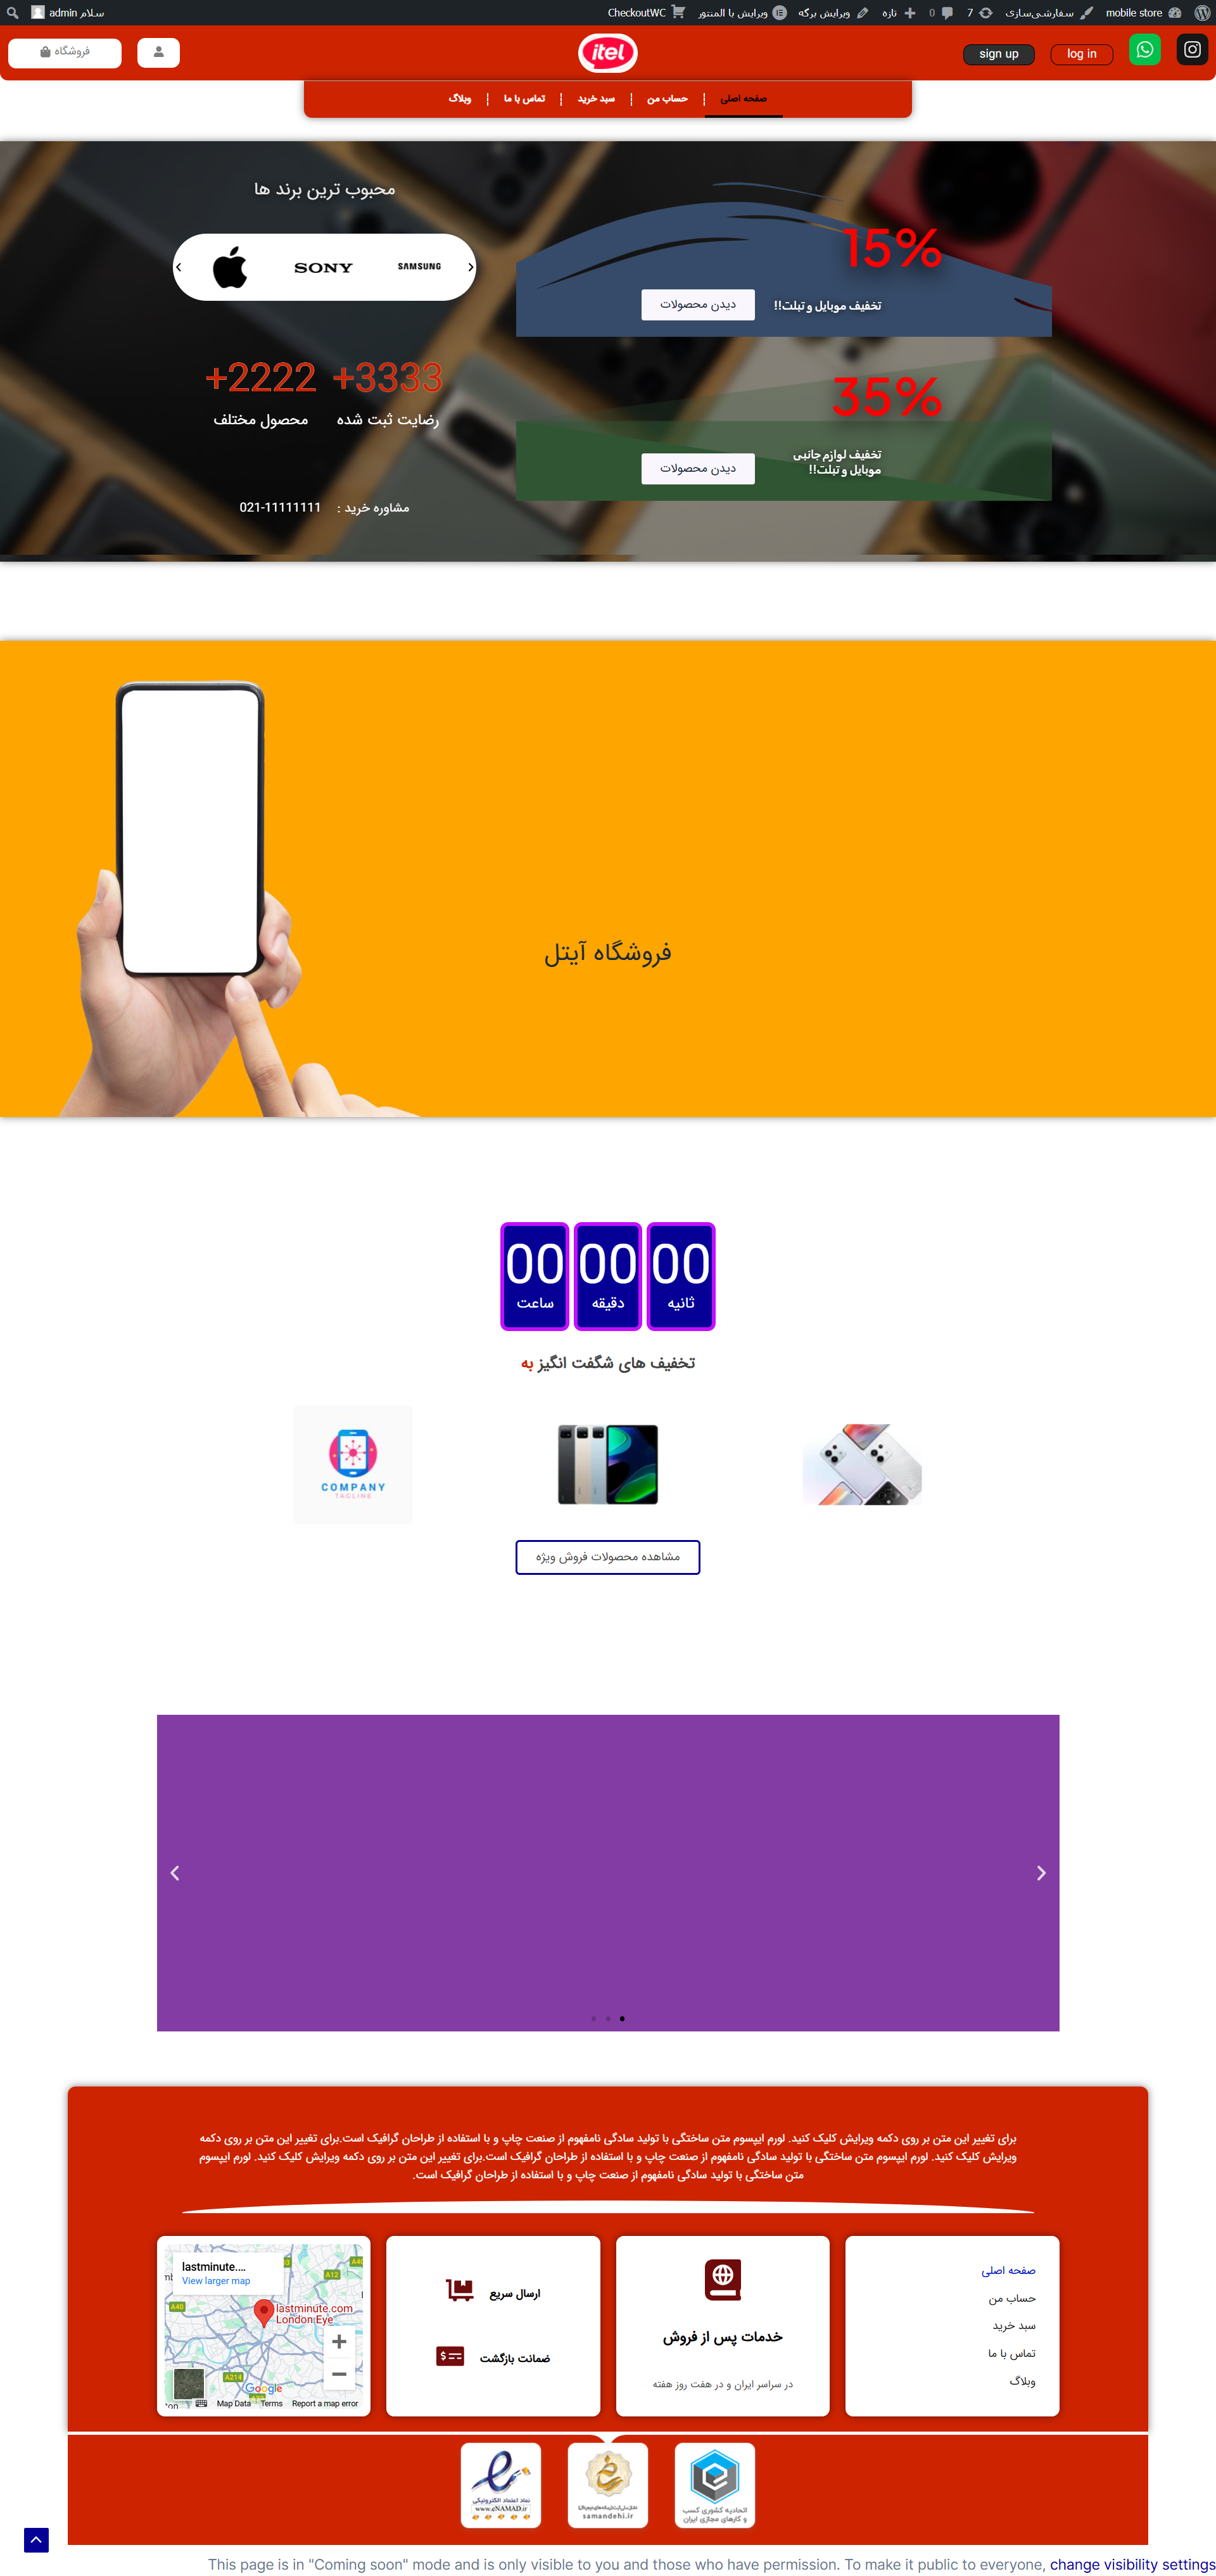 mobile store
سفارشی‌سازی
7
0
تازه
ویرایش برگه
ویرایش با المنتور
CheckoutWC
سلام admin
log in
sign up
itel
فروشگاه
صفحه اصلی
حساب من
سبد خرید
تماس با ما
وبلاگ
15%
تخفیف موبایل و تبلت!!
دیدن محصولات
35%
تخفیف لوازم جانبی
موبایل و تبلت!!
دیدن محصولات
محبوب ترین برند ها
SAMSUNG
SONY
+3333
رضایت ثبت شده
+2222
محصول مختلف
مشاوره خرید :
021-11111111
فروشگاه آیتل
00
ثانیه
00
دقیقه
00
ساعت
تخفیف های شگفت انگیز به
COMPANY
TAGLINE
مشاهده محصولات فروش ویژه
برای تغییر این متن بر روی دکمه ویرایش کلیک کنید. لورم ایپسوم متن ساختگی با تولید سادگی نامفهوم از صنعت چاپ و با استفاده از طراحان گرافیک است.برای تغییر این متن بر روی دکمه
ویرایش کلیک کنید. لورم ایپسوم متن ساختگی با تولید سادگی نامفهوم از صنعت چاپ و با استفاده از طراحان گرافیک است.برای تغییر این متن بر روی دکمه ویرایش کلیک کنید. لورم ایپسوم
متن ساختگی با تولید سادگی نامفهوم از صنعت چاپ و با استفاده از طراحان گرافیک است.
صفحه اصلی
حساب من
سبد خرید
تماس با ما
وبلاگ
خدمات پس از فروش
در سراسر ایران و در هفت روز هفته
ارسال سریع
ضمانت بازگشت
lastminute....
View larger map
A12
A40
lastminute.com
London Eye
A214
Google
Map Data
Terms
Report a map error
اتحادیه کشوری کسب
و کارهای مجازی ایران
samandehi.ir
نماد اعتماد الکترونیکی
www.eNAMAD.ir
This page is in "Coming soon" mode and is only visible to you and those who have permission. To make it public to everyone, change visibility settings